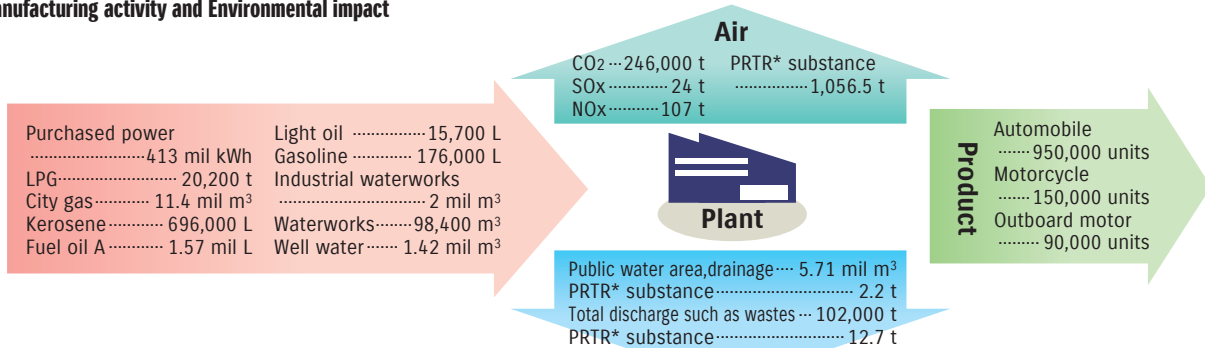 anufacturing activity and Environmental impact
Purchased power
·······················413 mil kWh
LPG············ 20,200 t
City gas··········· 11.4 mil m³
Kerosene··········· 696,000 L
Fuel oil A··········· 1.57 mil L
Light oil ···············15,700 L
Gasoline ············ 176,000 L
Industrial waterworks
······························2 mil m³
Waterworks·······98,400 m³
Well water······ 1.42 mil m³
Air
CO2 ···246,000 t
SOx ············· 24 t
NOx ··········107 t
PRTR* substance
···············1,056.5 t
Plant
Public water area,drainage···· 5.71 mil m³
PRTR* substance···························· 2.2 t
Total discharge such as wastes ··· 102,000 t
PRTR* substance·························· 12.7 t
Product
Automobile
······ 950,000 units
Motorcycle
····· 150,000 units
Outboard motor
········ 90,000 units